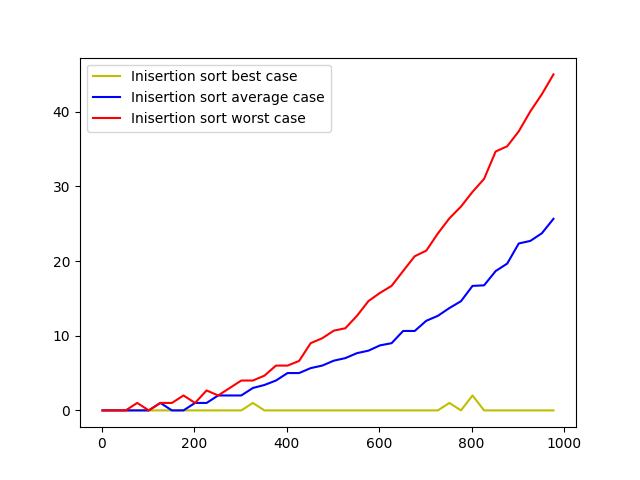 Inisertion sort best case
Inisertion sort average case
Inisertion sort worst case
40
30
20
10
0
0 200 400 600 800 1000